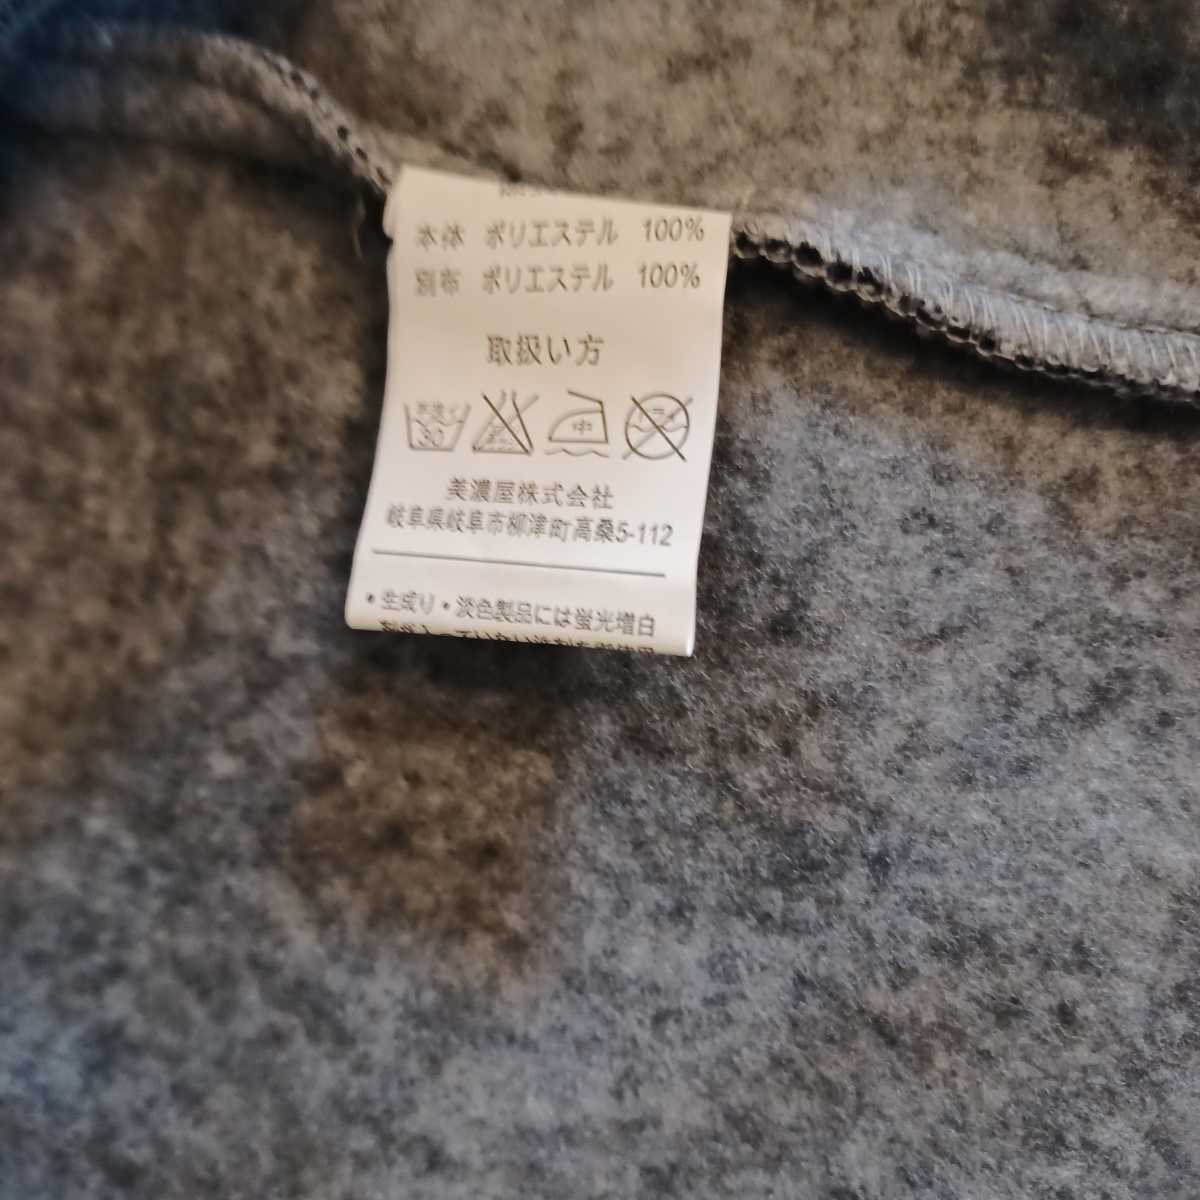 本体 ポリエステル 100%
別布 ポリエステル 100%
取扱い方
手洗イ 30 中
美濃屋株式会社
岐阜県岐阜市柳津町高桑5-112
・生成り・淡色製品には蛍光増白